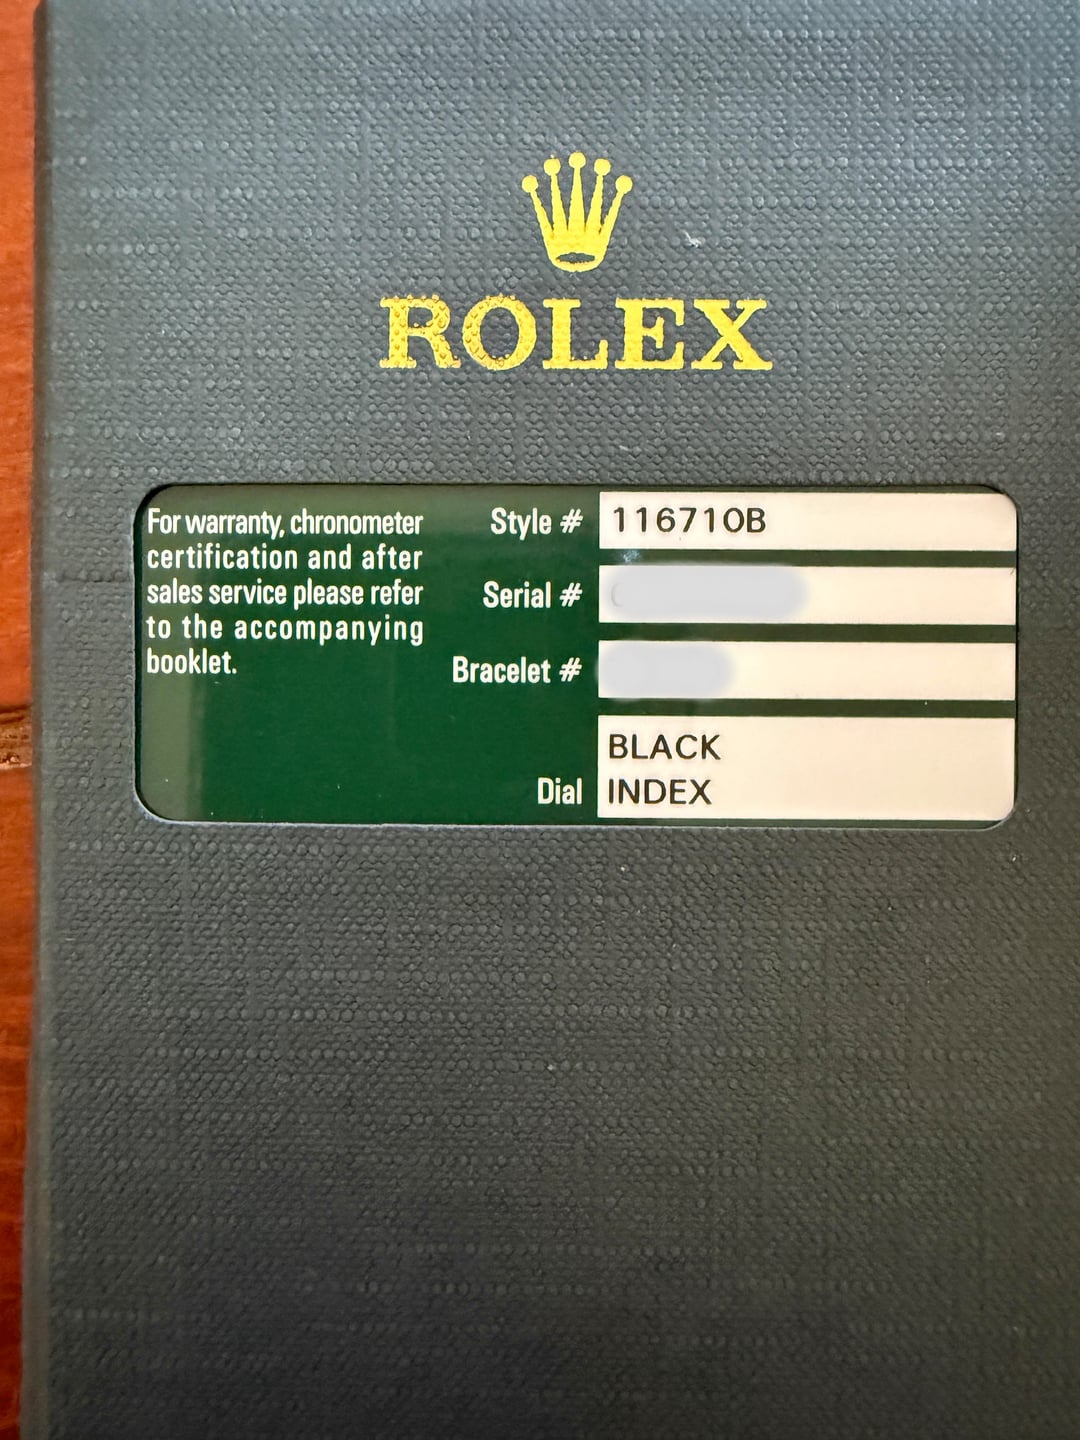 ROLEX
For warranty, chronometer
certification and after
sales service please refer
to the accompanying
booklet.
Style # 116710B
Serial #
Bracelet #
Dial BLACK
INDEX